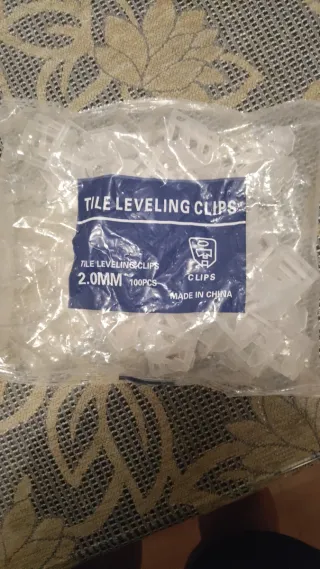 TILE LEVELING CLIPS
TILE LEVELING CLIPS
2.0MM 100PCS
CLIPS
MADE IN CHINA